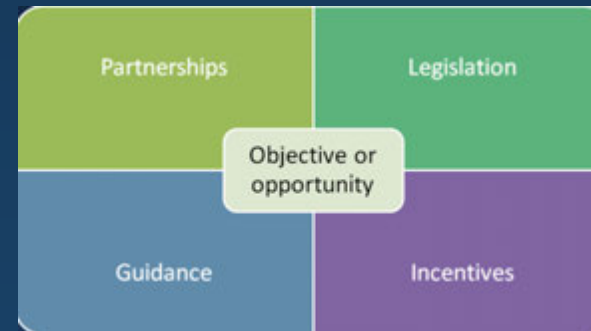 Partnerships
Legislation
Objective or
opportunity
Guidance
Incentives